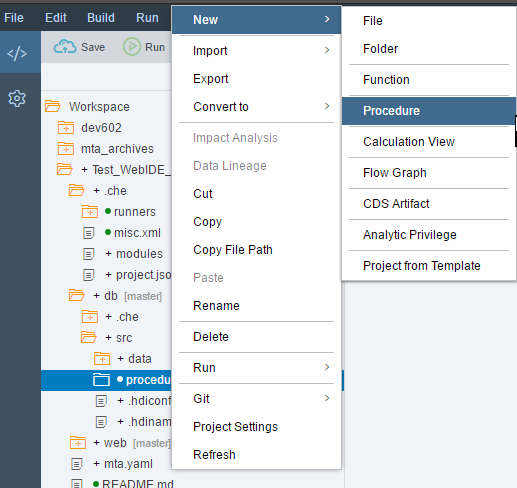 File Edit Build Run
Save Run
Workspace
dev602
mta_archives
+ Test_WebIDE_
+ .che
runners
misc.xml
+ modules
+ project.jso
+ db [master]
+ .che
+ src
+ data
procedu
+ .hdiconf
+ .hdinam
+ web [master]
+ mta.yaml
README.md
New
Import
Export
Convert to
Impact Analysis
Data Lineage
Cut
Copy
Copy File Path
Paste
Rename
Delete
Run
Git
Project Settings
Refresh
File
Folder
Function
Procedure
Calculation View
Flow Graph
CDS Artifact
Analytic Privilege
Project from Template